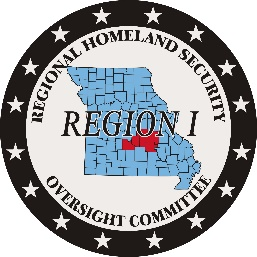 REGIONAL HOMELAND SECURITY
REGION I
OVERSIGHT COMMITTEE